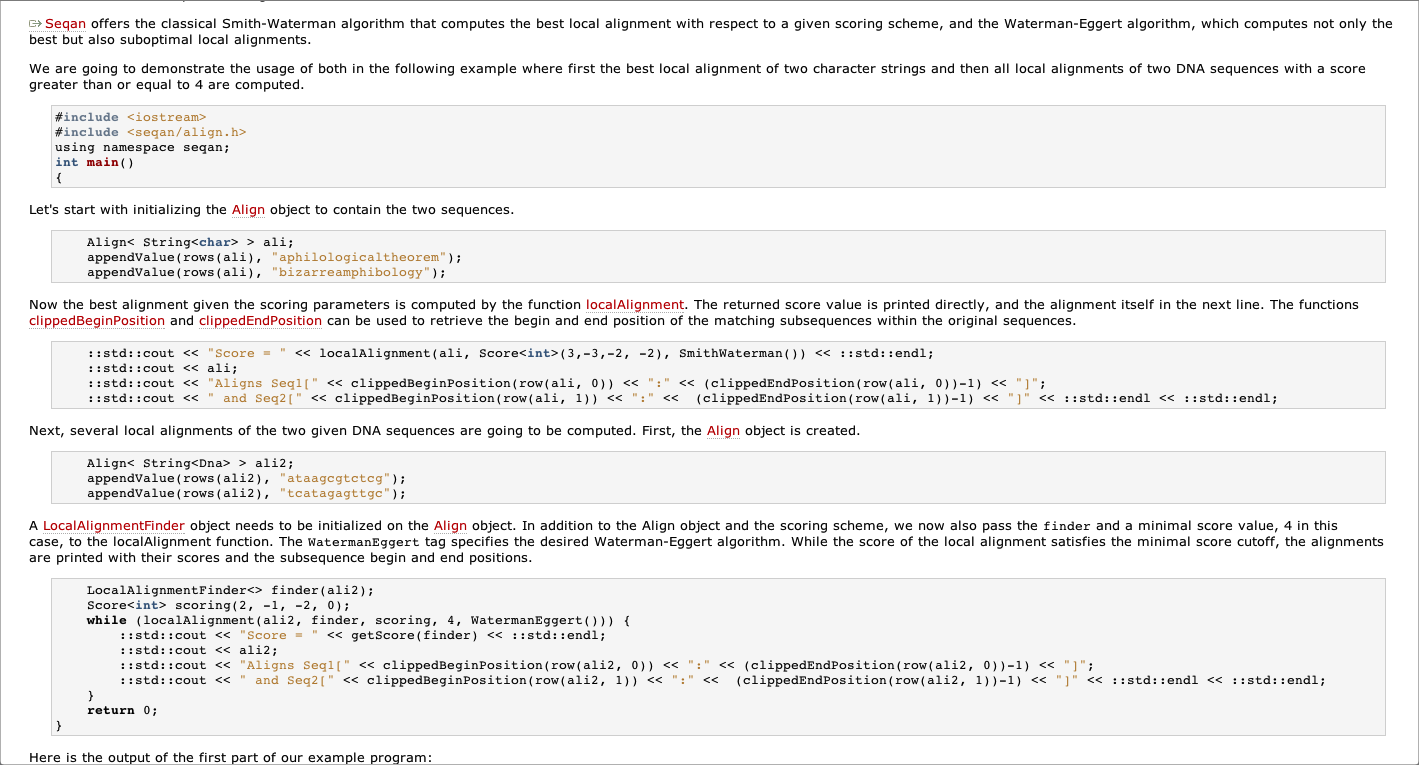 Seqan offers the classical Smith-Waterman algorithm that computes the best local alignment with respect to a given scoring scheme, and the Waterman-Eggert algorithm, which computes not only the
best but also suboptimal local alignments.
We are going to demonstrate the usage of both in the following example where first the best local alignment of two character strings and then all local alignments of two DNA sequences with a score
greater than or equal to 4 are computed.
#include <iostream>
#include <seqan/align.h>
using namespace seqan;
int main()
{
Let's start with initializing the Align object to contain the two sequences.
    Align< String<char> > ali;
    appendValue(rows(ali), "aphilologicaltheorem");
    appendValue(rows(ali), "bizarreamphibology");
Now the best alignment given the scoring parameters is computed by the function localAlignment. The returned score value is printed directly, and the alignment itself in the next line. The functions
clippedBeginPosition and clippedEndPosition can be used to retrieve the begin and end position of the matching subsequences within the original sequences.
    ::std::cout << "Score = " << localAlignment(ali, Score<int>(3,-3,-2, -2), SmithWaterman()) << ::std::endl;
    ::std::cout << ali;
    ::std::cout << "Aligns Seq1[" << clippedBeginPosition(row(ali, 0)) << ":" << (clippedEndPosition(row(ali, 0))-1) << "]";
    ::std::cout << " and Seq2[" << clippedBeginPosition(row(ali, 1)) << ":" <<  (clippedEndPosition(row(ali, 1))-1) << "]" << ::std::endl << ::std::endl;
Next, several local alignments of the two given DNA sequences are going to be computed. First, the Align object is created.
    Align< String<Dna> > ali2;
    appendValue(rows(ali2), "ataagcgtctcg");
    appendValue(rows(ali2), "tcatagagttgc");
A LocalAlignmentFinder object needs to be initialized on the Align object. In addition to the Align object and the scoring scheme, we now also pass the finder and a minimal score value, 4 in this
case, to the localAlignment function. The WatermanEggert tag specifies the desired Waterman-Eggert algorithm. While the score of the local alignment satisfies the minimal score cutoff, the alignments
are printed with their scores and the subsequence begin and end positions.
    LocalAlignmentFinder<> finder(ali2);
    Score<int> scoring(2, -1, -2, 0);
    while (localAlignment(ali2, finder, scoring, 4, WatermanEggert())) {
        ::std::cout << "Score = " << getScore(finder) << ::std::endl;
        ::std::cout << ali2;
        ::std::cout << "Aligns Seq1[" << clippedBeginPosition(row(ali2, 0)) << ":" << (clippedEndPosition(row(ali2, 0))-1) << "]";
        ::std::cout << " and Seq2[" << clippedBeginPosition(row(ali2, 1)) << ":" <<  (clippedEndPosition(row(ali2, 1))-1) << "]" << ::std::endl << ::std::endl;
    }
    return 0;
}
Here is the output of the first part of our example program: